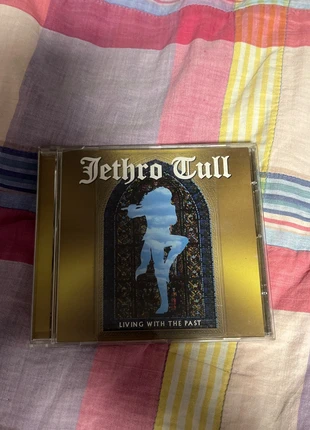 Jethro Tull
LIVING WITH THE PAST